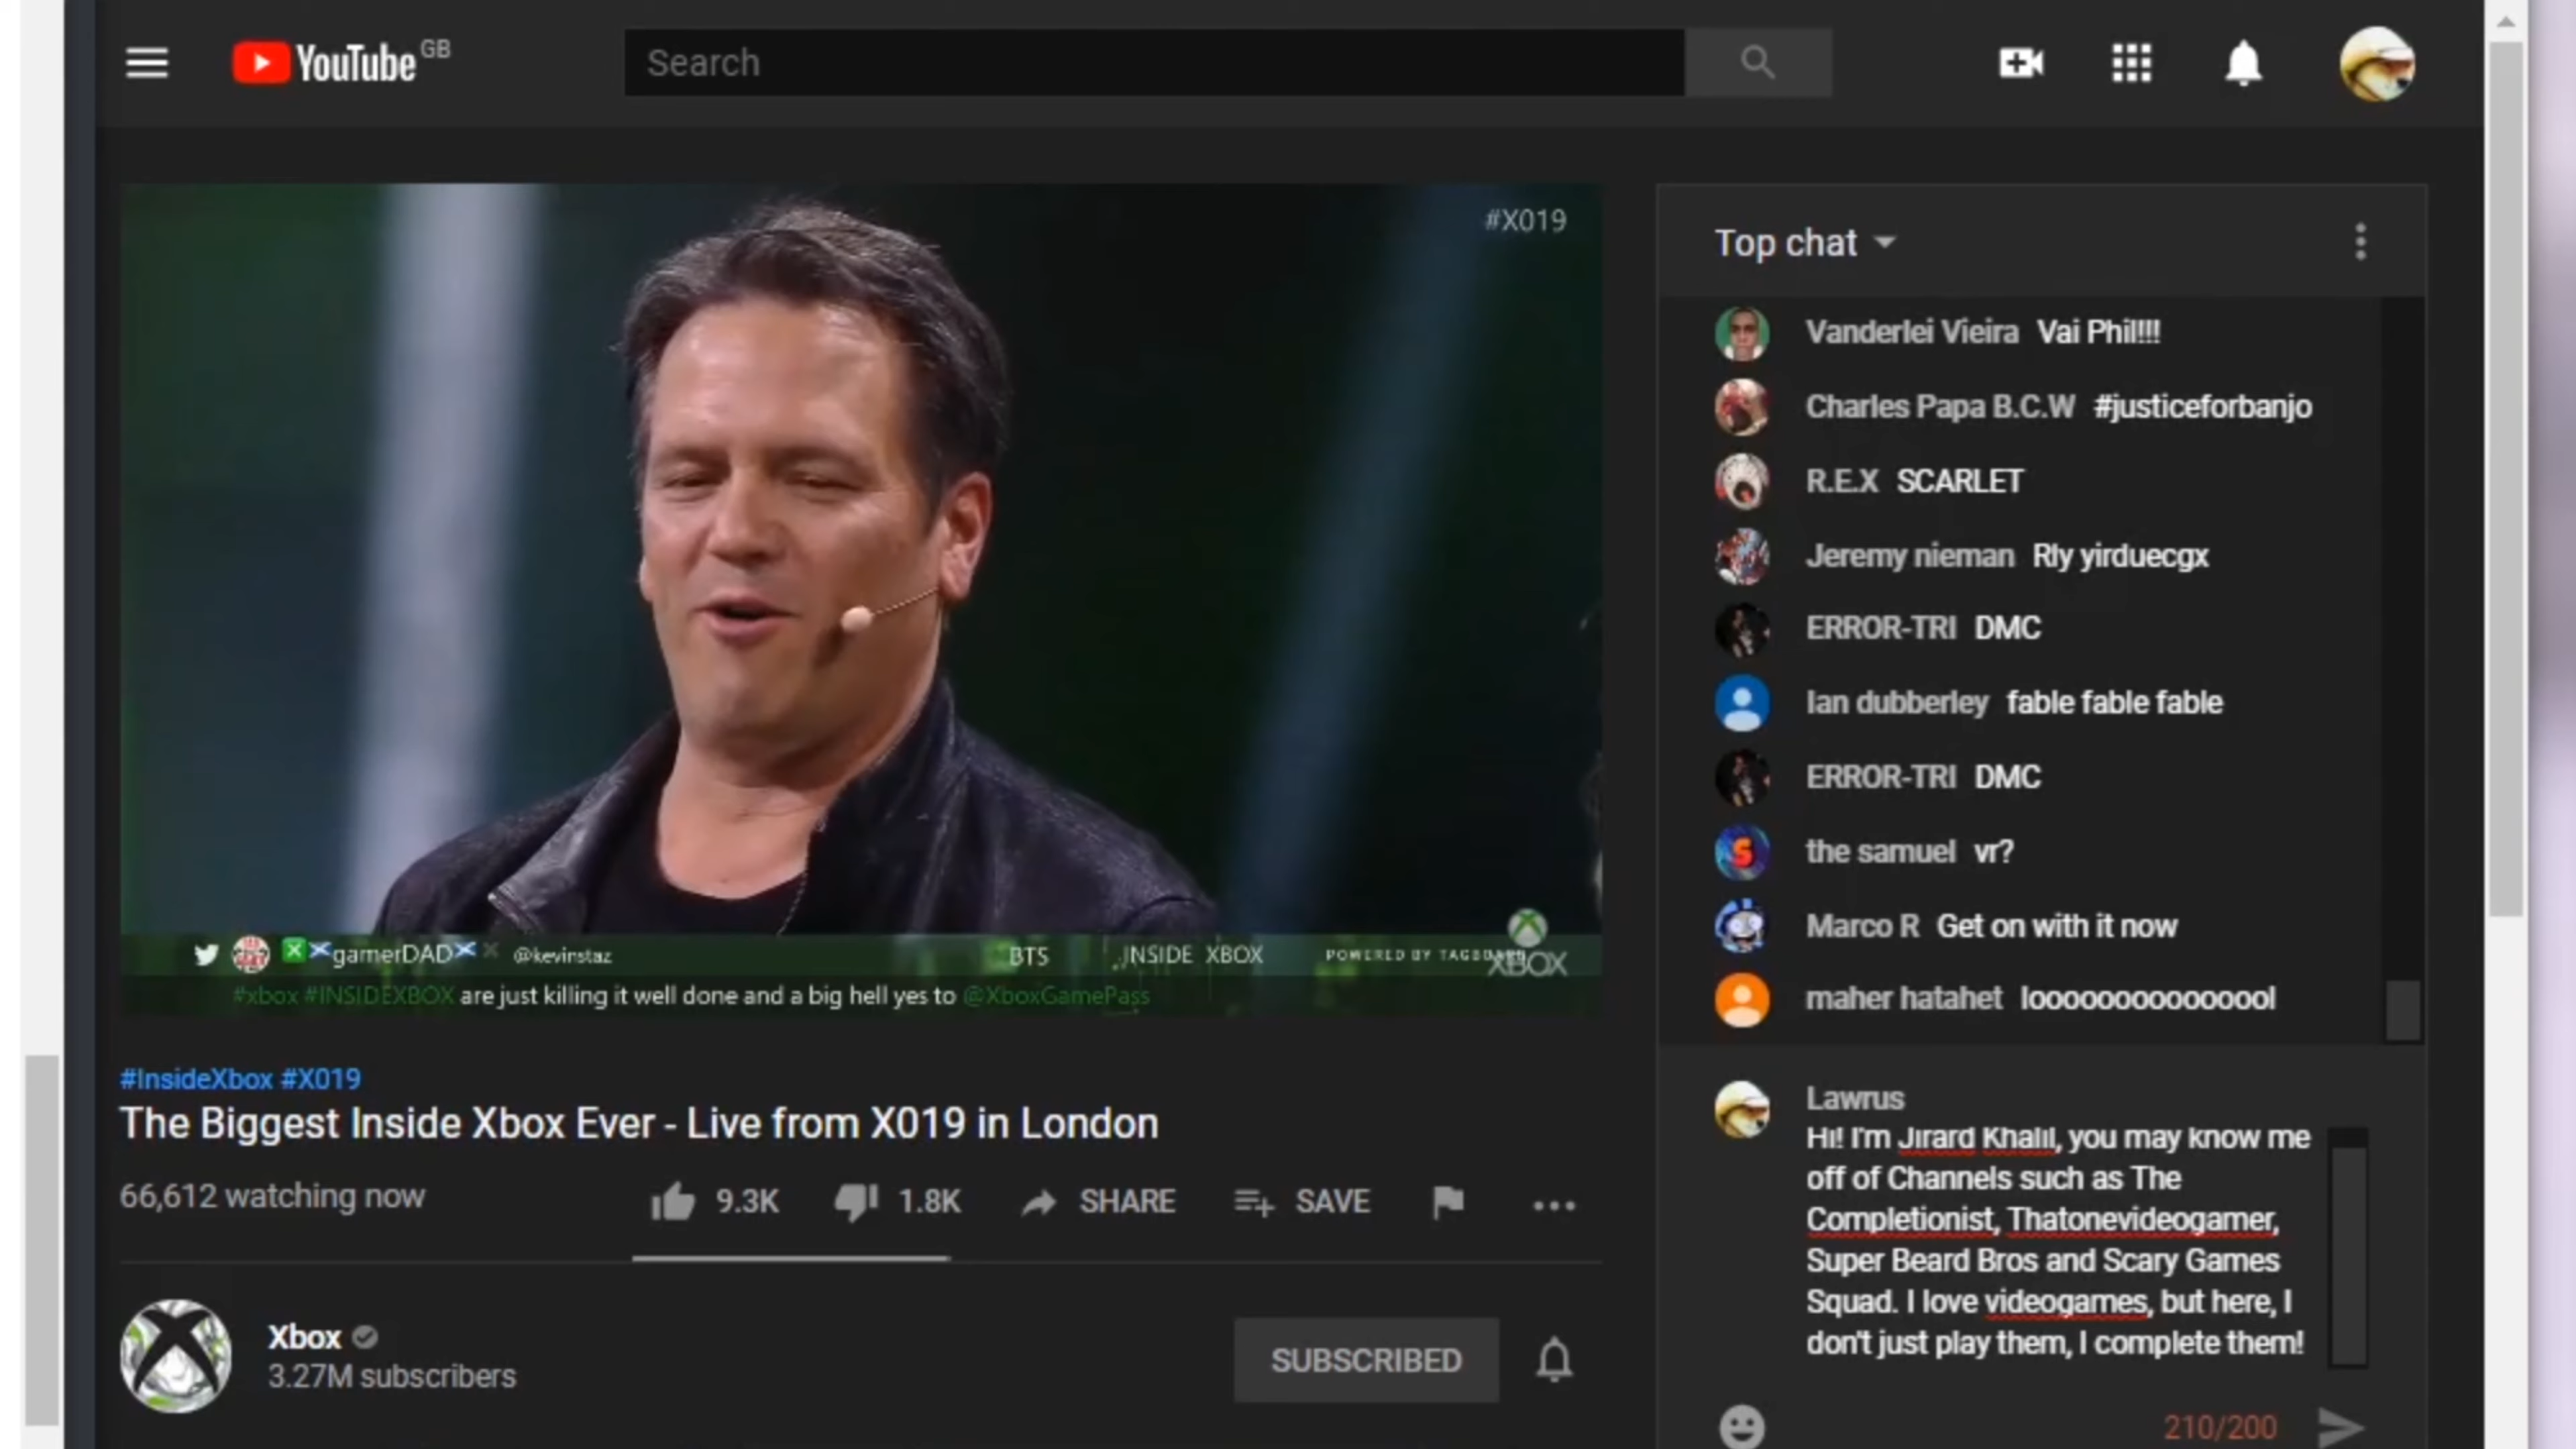 YouTube GB
Search
#X019
Top chat
Vanderlei Vieira Vai Phil!!!
Charles Papa B.C.W #justiceforbanjo
R.E.X SCARLET
Jeremy nieman Rly yirduecgx
ERROR-TRI DMC
Ian dubberley fable fable fable
ERROR-TRI DMC
the samuel vr?
Marco R Get on with it now
maher hatahet looooooooooooool
gamerDAD @kevinstaz BTS INSIDE XBOX POWERED BY TAGBOARD
XBOX
#xbox #INSIDEXBOX are just killing it well done and a big hell yes to @XboxGamePass
#InsideXbox #X019
The Biggest Inside Xbox Ever - Live from X019 in London
66,612 watching now 9.3K 1.8K SHARE SAVE
Xbox
3.27M subscribers
SUBSCRIBED
Lawrus
Hi! I'm Jirard Khalil, you may know me
off of Channels such as The
Completionist, Thatonevideogamer,
Super Beard Bros and Scary Games
Squad. I love videogames, but here, I
don't just play them, I complete them!
210/200